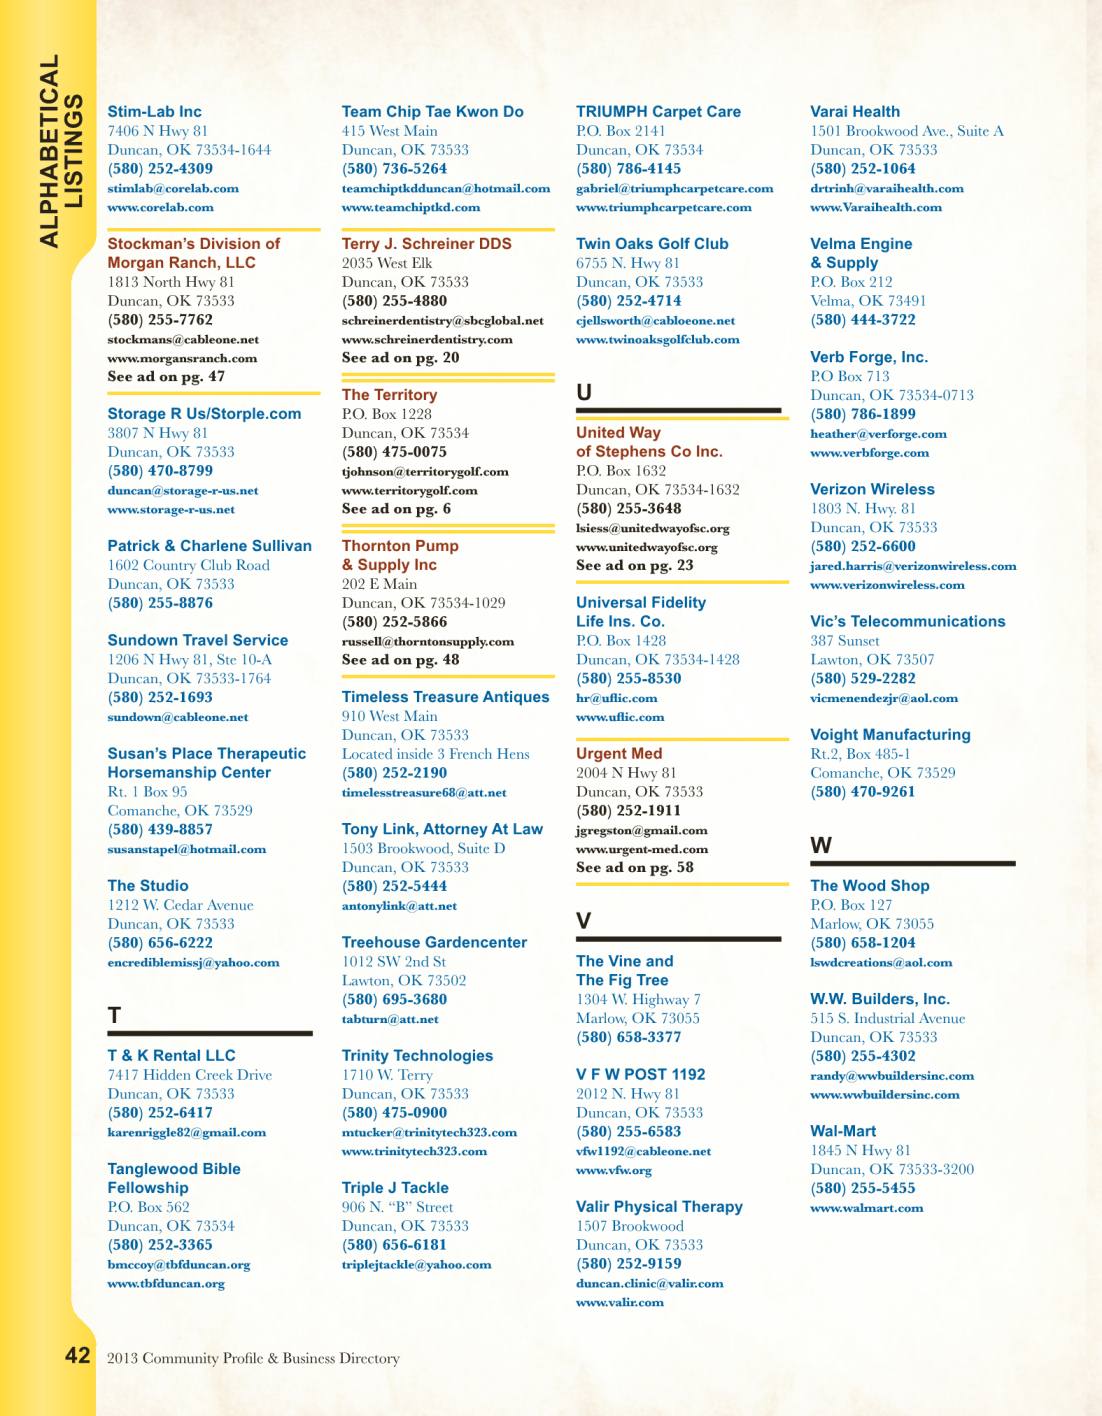 ALPHABETICAL
LISTINGS
Stim-Lab Inc
7406 N Hwy 81
Duncan, OK 73534-1644
(580) 252-4309
stimlab@corelab.com
www.corelab.com
Stockman's Division of
Morgan Ranch, LLC
1813 North Hwy 81
Duncan, OK 73533
(580) 255-7762
stockmans@cableone.net
www.morgansranch.com
See ad on pg. 47
Storage R Us/Storple.com
3807 N Hwy 81
Duncan, OK 73533
(580) 470-8799
duncan@storage-r-us.net
www.storage-r-us.net
Patrick & Charlene Sullivan
1602 Country Club Road
Duncan, OK 73533
(580) 255-8876
Sundown Travel Service
1206 N Hwy 81, Ste 10-A
Duncan, OK 73533-1764
(580) 252-1693
sundown@cableone.net
Susan's Place Therapeutic
Horsemanship Center
Rt. 1 Box 95
Comanche, OK 73529
(580) 439-8857
susanstapel@hotmail.com
The Studio
1212 W. Cedar Avenue
Duncan, OK 73533
(580) 656-6222
encrediblemissj@yahoo.com
T
T & K Rental LLC
7417 Hidden Creek Drive
Duncan, OK 73533
(580) 252-6417
karenriggle82@gmail.com
Tanglewood Bible
Fellowship
P.O. Box 562
Duncan, OK 73534
(580) 252-3365
bmccoy@tbfduncan.org
www.tbfduncan.org
Team Chip Tae Kwon Do
415 West Main
Duncan, OK 73533
(580) 736-5264
teamchiptkdduncan@hotmail.com
www.teamchiptkd.com
Terry J. Schreiner DDS
2035 West Elk
Duncan, OK 73533
(580) 255-4880
schreinerdentistry@sbcglobal.net
www.schreinerdentistry.com
See ad on pg. 20
The Territory
P.O. Box 1228
Duncan, OK 73534
(580) 475-0075
tjohnson@territorygolf.com
www.territorygolf.com
See ad on pg. 6
Thornton Pump
& Supply Inc
202 E Main
Duncan, OK 73534-1029
(580) 252-5866
russell@thorntonsupply.com
See ad on pg. 48
Timeless Treasure Antiques
910 West Main
Duncan, OK 73533
Located inside 3 French Hens
(580) 252-2190
timelesstreasure68@att.net
Tony Link, Attorney At Law
1503 Brookwood, Suite D
Duncan, OK 73533
(580) 252-5444
antonylink@att.net
Treehouse Gardencenter
1012 SW 2nd St
Lawton, OK 73502
(580) 695-3680
tabturn@att.net
Trinity Technologies
1710 W. Terry
Duncan, OK 73533
(580) 475-0900
mtucker@trinitytech323.com
www.trinitytech323.com
Triple J Tackle
906 N. "B" Street
Duncan, OK 73533
(580) 656-6181
triplejtackle@yahoo.com
TRIUMPH Carpet Care
P.O. Box 2141
Duncan, OK 73534
(580) 786-4145
gabriel@triumphcarpetcare.com
www.triumphcarpetcare.com
Twin Oaks Golf Club
6755 N. Hwy 81
Duncan, OK 73533
(580) 252-4714
cjellsworth@cabloeone.net
www.twinoaksgolfclub.com
U
United Way
of Stephens Co Inc.
P.O. Box 1632
Duncan, OK 73534-1632
(580) 255-3648
lsiess@unitedwayofsc.org
www.unitedwayofsc.org
See ad on pg. 23
Universal Fidelity
Life Ins. Co.
P.O. Box 1428
Duncan, OK 73534-1428
(580) 255-8530
hr@uflic.com
www.uflic.com
Urgent Med
2004 N Hwy 81
Duncan, OK 73533
(580) 252-1911
jgregston@gmail.com
www.urgent-med.com
See ad on pg. 58
V
The Vine and
The Fig Tree
1304 W. Highway 7
Marlow, OK 73055
(580) 658-3377
V F W POST 1192
2012 N. Hwy 81
Duncan, OK 73533
(580) 255-6583
vfw1192@cableone.net
www.vfw.org
Valir Physical Therapy
1507 Brookwood
Duncan, OK 73533
(580) 252-9159
duncan.clinic@valir.com
www.valir.com
Varai Health
1501 Brookwood Ave., Suite A
Duncan, OK 73533
(580) 252-1064
drtrinh@varaihealth.com
www.Varaihealth.com
Velma Engine
& Supply
P.O. Box 212
Velma, OK 73491
(580) 444-3722
Verb Forge, Inc.
P.O Box 713
Duncan, OK 73534-0713
(580) 786-1899
heather@verforge.com
www.verbforge.com
Verizon Wireless
1803 N. Hwy. 81
Duncan, OK 73533
(580) 252-6600
jared.harris@verizonwireless.com
www.verizonwireless.com
Vic's Telecommunications
387 Sunset
Lawton, OK 73507
(580) 529-2282
vicmenendezjr@aol.com
Voight Manufacturing
Rt.2, Box 485-1
Comanche, OK 73529
(580) 470-9261
W
The Wood Shop
P.O. Box 127
Marlow, OK 73055
(580) 658-1204
lswdcreations@aol.com
W.W. Builders, Inc.
515 S. Industrial Avenue
Duncan, OK 73533
(580) 255-4302
randy@wwbuildersinc.com
www.wwbuildersinc.com
Wal-Mart
1845 N Hwy 81
Duncan, OK 73533-3200
(580) 255-5455
www.walmart.com
42 2013 Community Profile & Business Directory